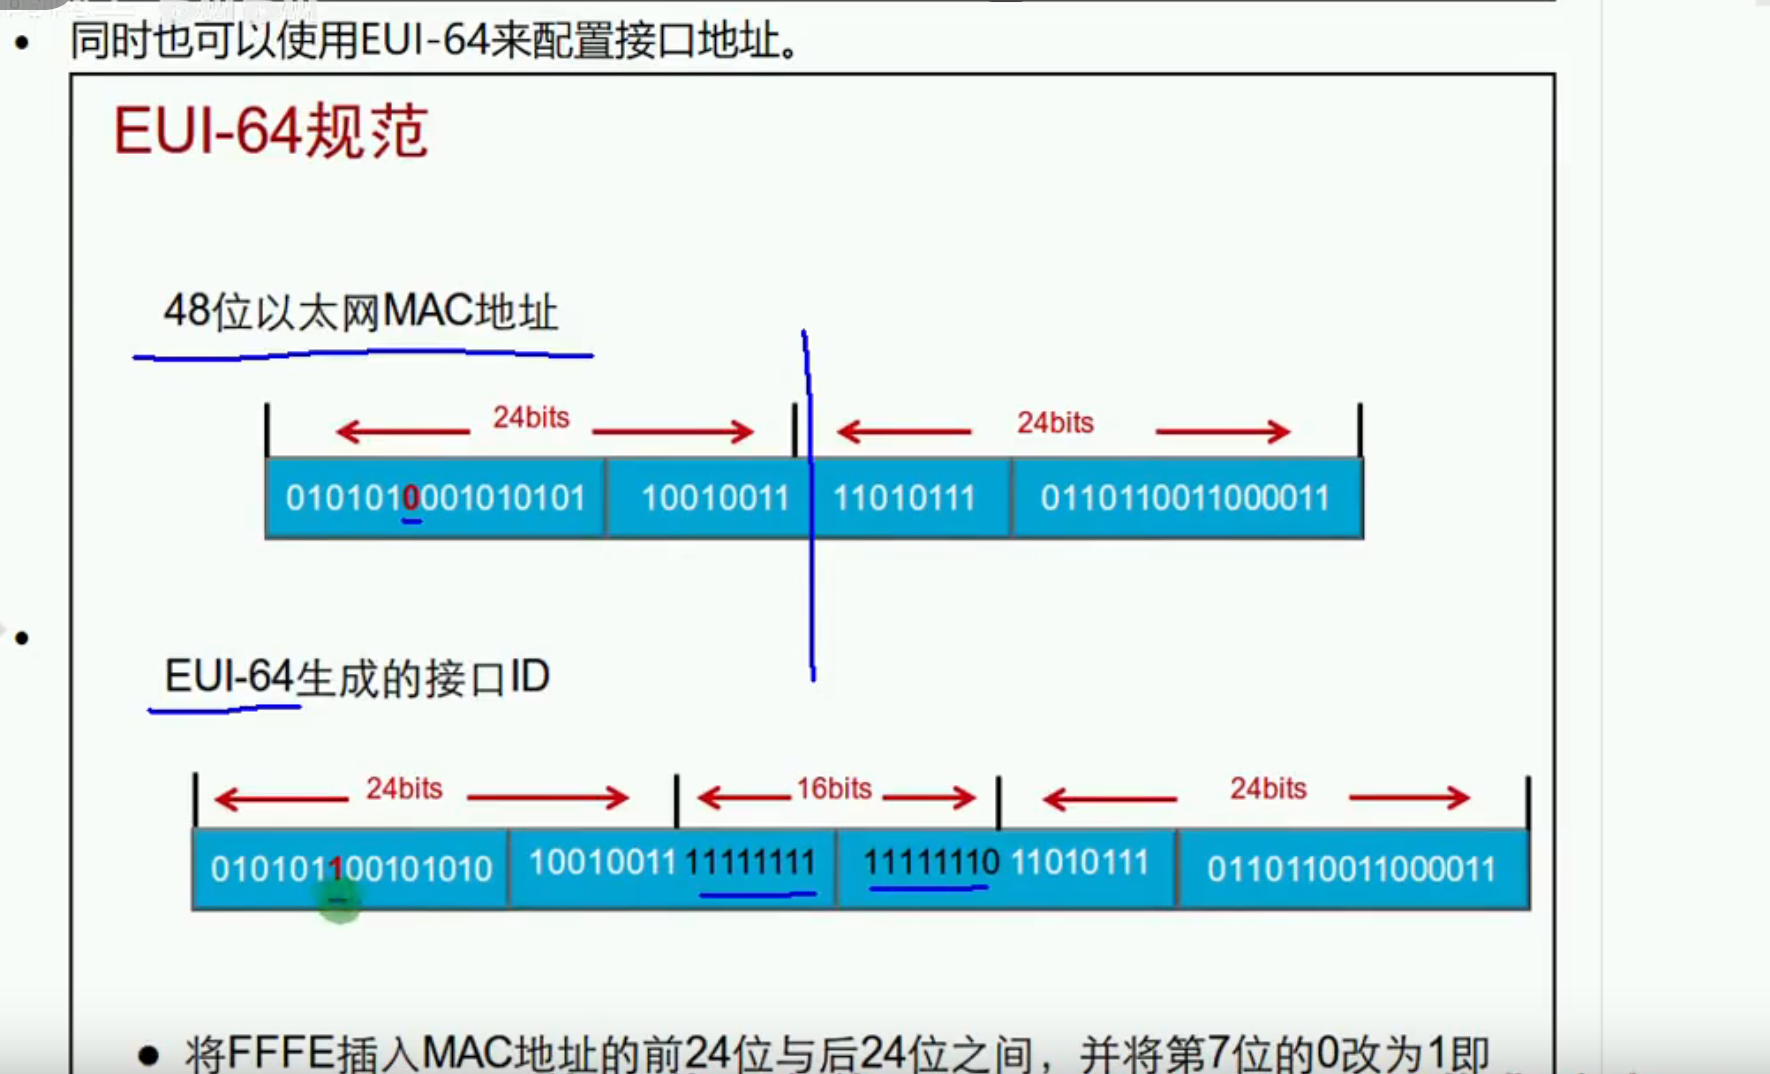 同时也可以使用EUI-64来配置接口地址。
EUI-64规范
48位以太网MAC地址
24bits 24bits
0101010001010101 10010011 11010111 0110110011000011
EUI-64生成的接口ID
24bits 16bits 24bits
010101100101010 10010011 11111111 11111110 11010111 0110110011000011
将FFFE插入MAC地址的前24位与后24位之间，并将第7位的0改为1即